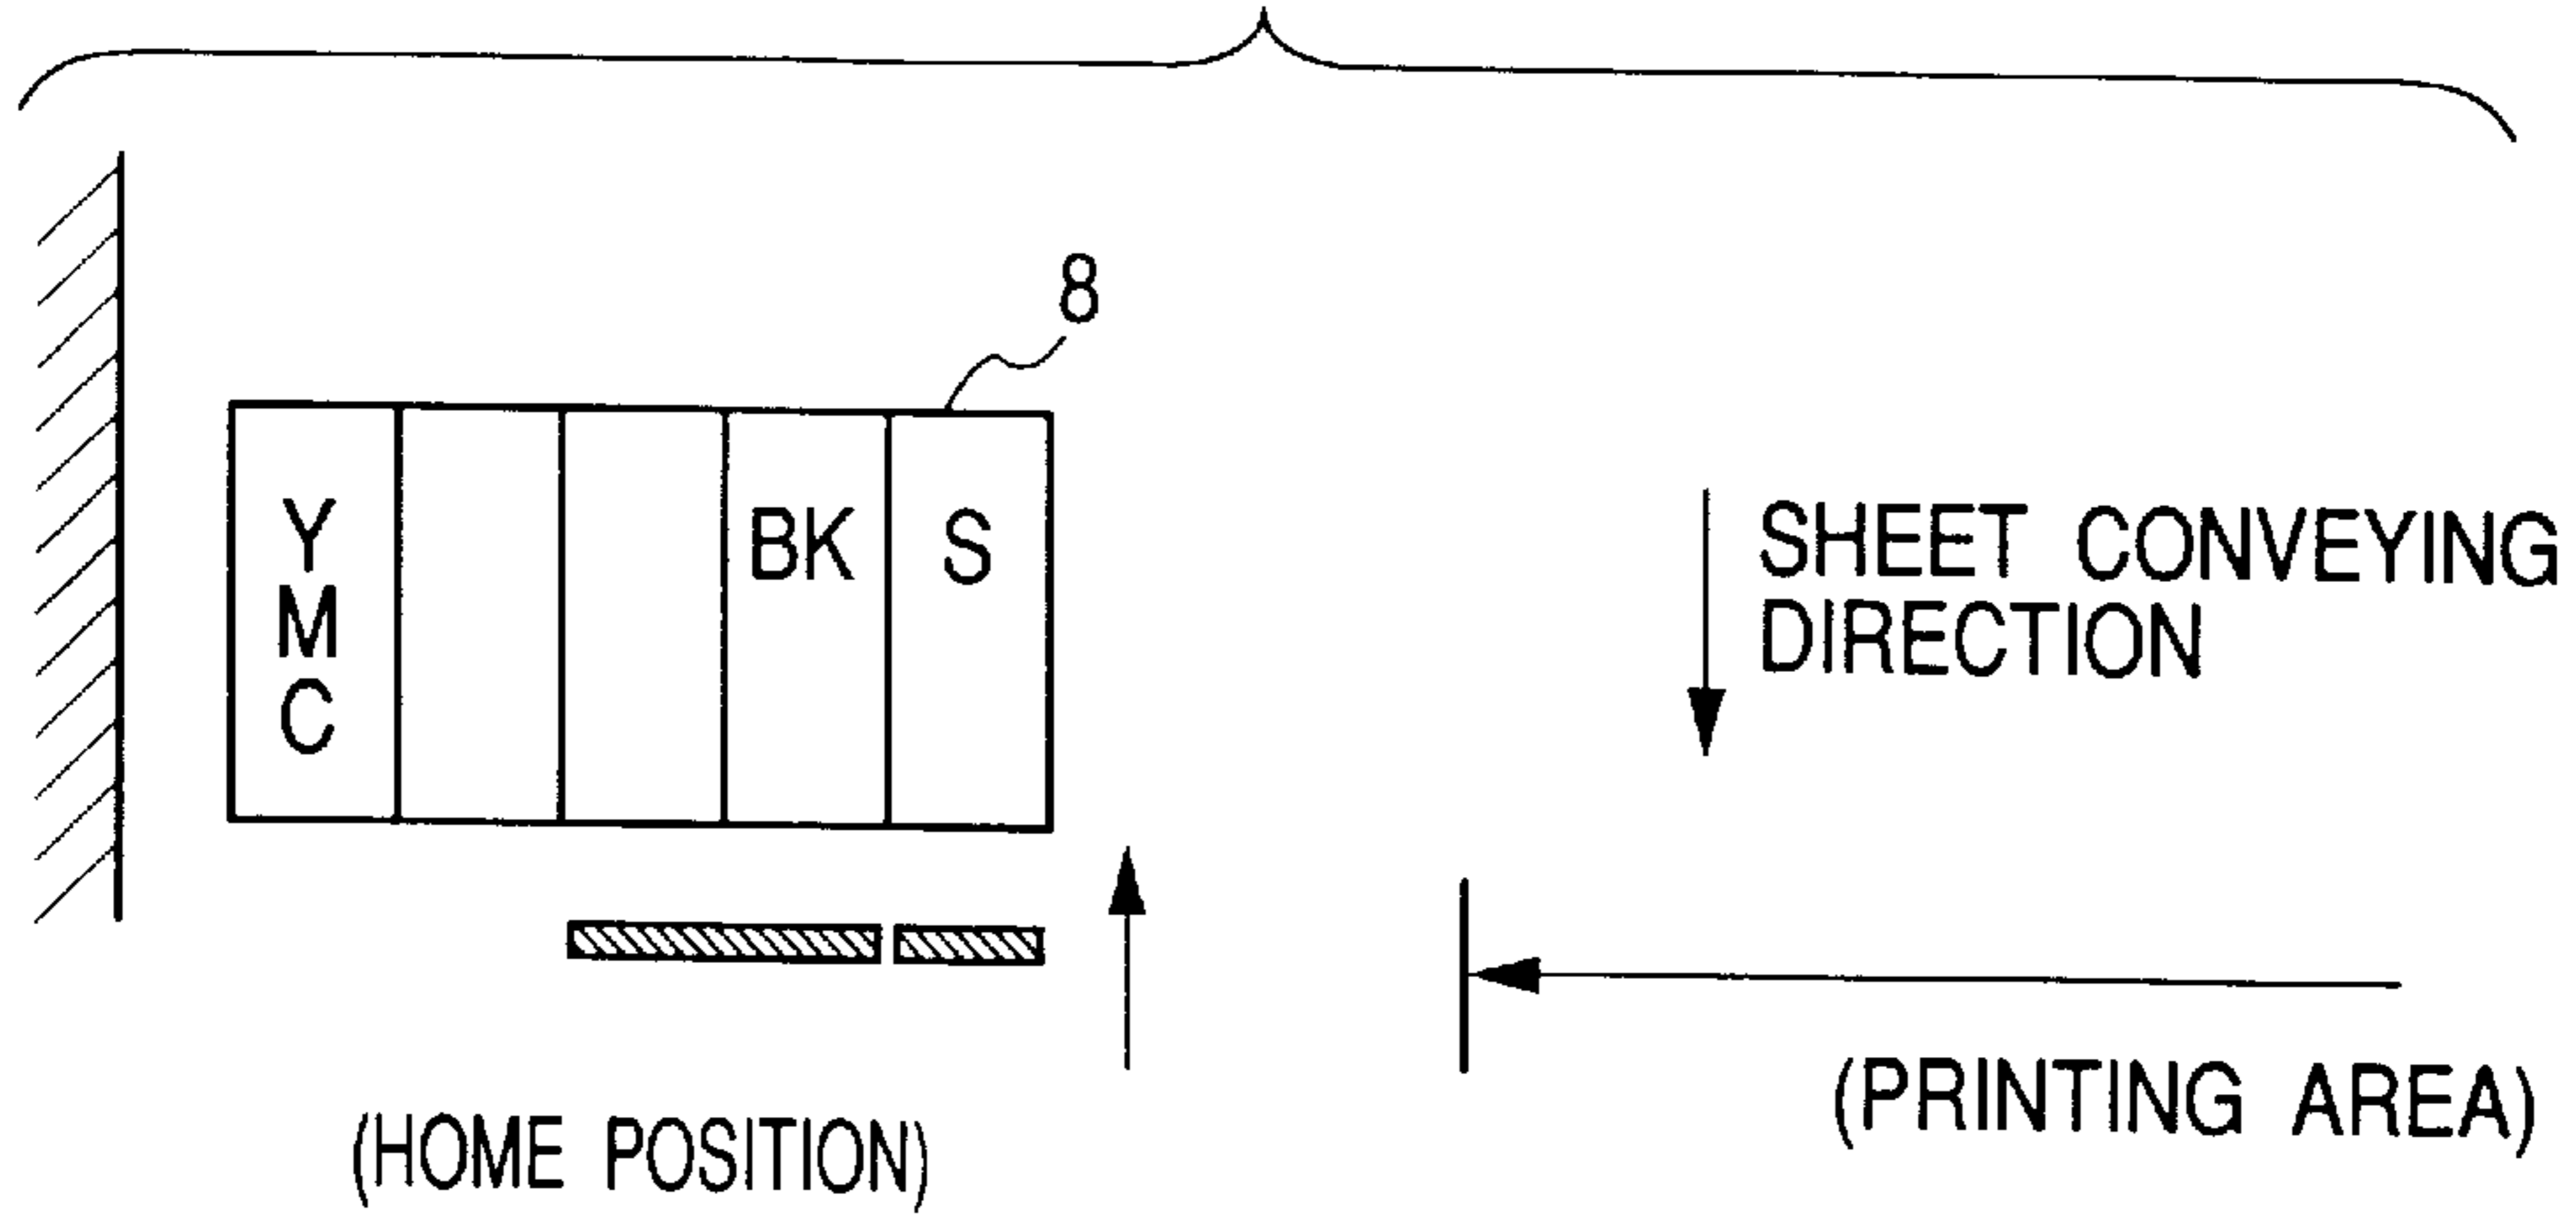 8
Y
M
C
BK
S
SHEET CONVEYING
DIRECTION
(HOME POSITION)
(PRINTING AREA)